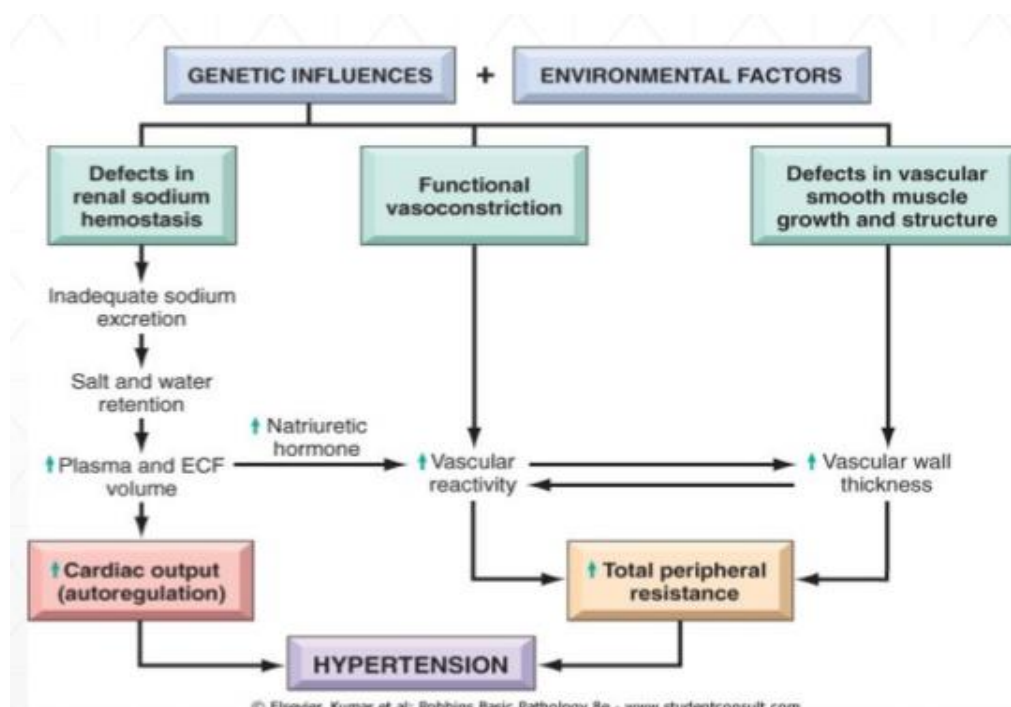 GENETIC INFLUENCES + ENVIRONMENTAL FACTORS
Defects in
renal sodium
hemostasis
Functional
vasoconstriction
Defects in vascular
smooth muscle
growth and structure
Inadequate sodium
excretion
Salt and water
retention
↑ Natriuretic
hormone
↑ Plasma and ECF
volume
↑ Vascular
reactivity
↑ Vascular wall
thickness
↑ Cardiac output
(autoregulation)
↑ Total peripheral
resistance
HYPERTENSION
© Elsevier, Kumar et al: Robbins Basic Pathology 8e - www.studentconsult.com